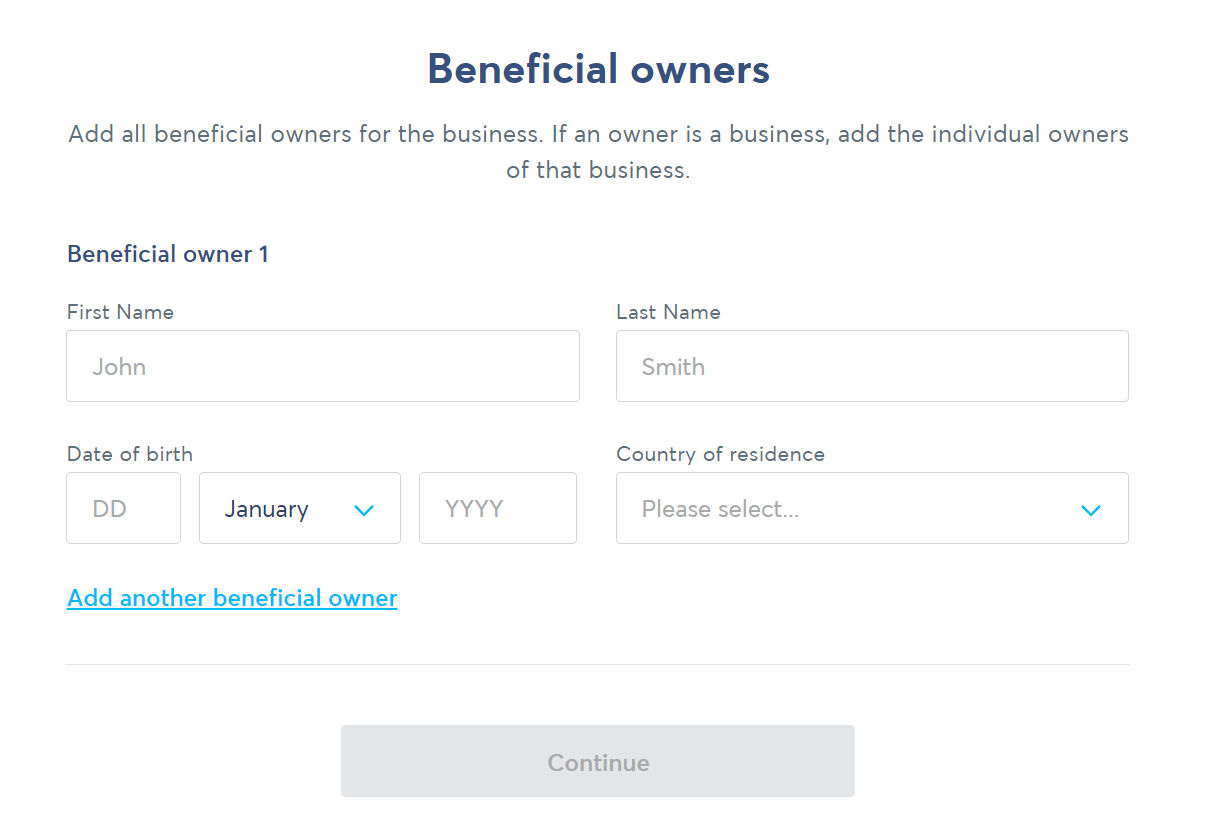 Beneficial owners
Add all beneficial owners for the business. If an owner is a business, add the individual owners
of that business.
Beneficial owner 1
First Name
Last Name
John
Smith
Date of birth
Country of residence
DD
January
YYYY
Please select...
Add another beneficial owner
Continue